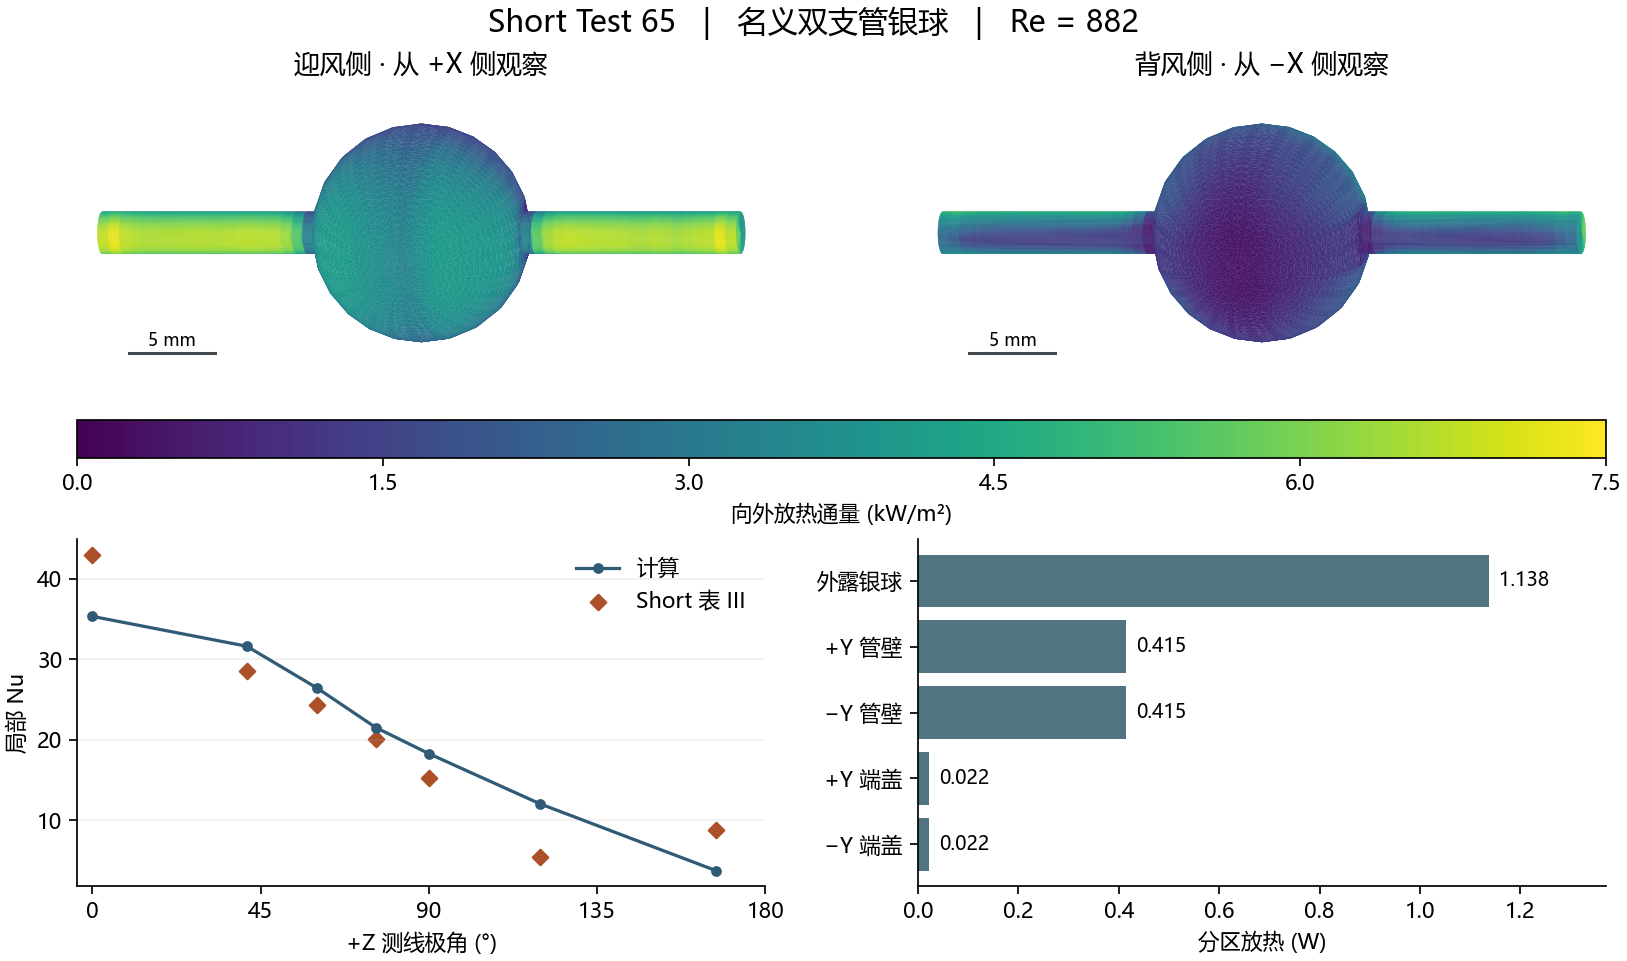 Short Test 65 | 名义双支管银球 | Re = 882
迎风侧 · 从 +X 侧观察
背风侧 · 从 −X 侧观察
5 mm
5 mm
0.0 1.5 3.0 4.5 6.0 7.5
向外放热通量 (kW/m²)
局部 Nu
40
30
20
10
计算
Short 表 III
0 45 90 135 180
+Z 测线极角 (°)
外露银球 1.138
+Y 管壁 0.415
−Y 管壁 0.415
+Y 端盖 0.022
−Y 端盖 0.022
0.0 0.2 0.4 0.6 0.8 1.0 1.2
分区放热 (W)